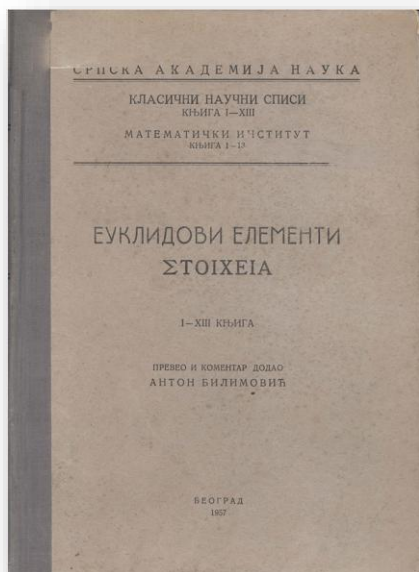 СРПСКА АКАДЕМИЈА НАУКА
КЛАСИЧНИ НАУЧНИ СПИСИ
КЊИГА I—XIII
МАТЕМАТИЧКИ ИНСТИТУТ
КЊИГА
ЕУКЛИДОВИ ЕЛЕМЕНТИ
ΣΤΟΙΧΕΙΑ
I—XIII КЊИГА
ПРЕВЕО И КОМЕНТАР ДОДАО
АНТОН БИЛИМОВИЋ
БЕОГРАД
1957